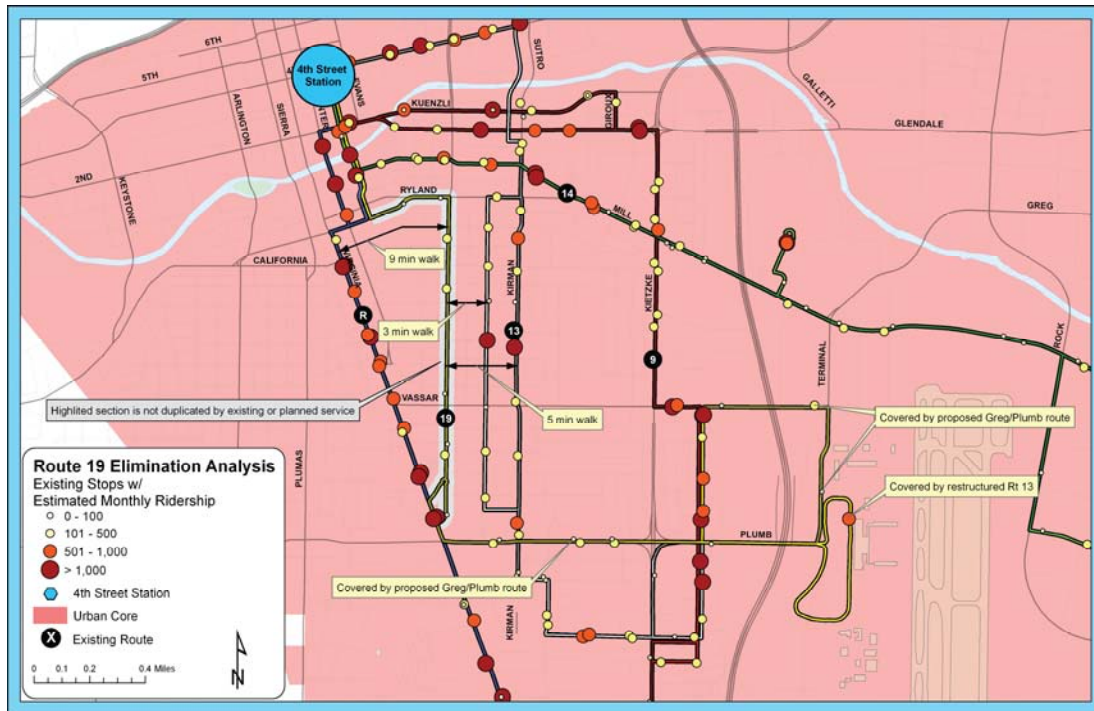 6TH
5TH
4th Street
Station
EVANS
SUTRO
KUENZLI
GIROUX
GALLETTI
GLENDALE
ARLINGTON
SIERRA
2ND
KEYSTONE
RYLAND
14
MILL
GREG
CALIFORNIA
9 min walk
KIRMAN
KIETZKE
R
3 min walk
13
9
ROCK
TERMINAL
Highlited section is not duplicated by existing or planned service
VASSAR
19
5 min walk
Covered by proposed Greg/Plumb route
Covered by restructured Rt 13
PLUMAS
PLUMB
Covered by proposed Greg/Plumb route
KIRMAN
Route 19 Elimination Analysis
Existing Stops w/
Estimated Monthly Ridership
0 - 100
101 - 500
501 - 1,000
> 1,000
4th Street Station
Urban Core
X Existing Route
0 0.2 0.4 Miles
N